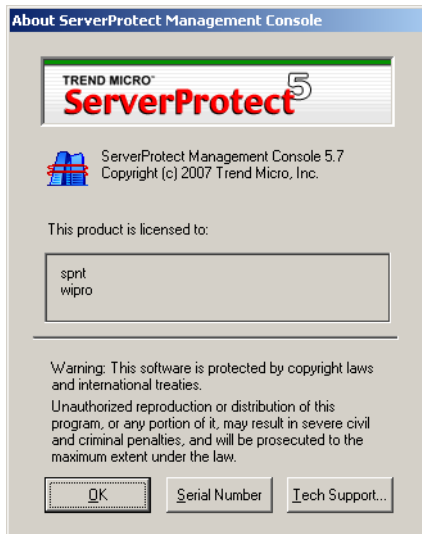 About ServerProtect Management Console
TREND MICRO™
ServerProtect 5
ServerProtect Management Console 5.7
Copyright (c) 2007 Trend Micro, Inc.
This product is licensed to:
spnt
wipro
Warning: This software is protected by copyright laws
and international treaties.
Unauthorized reproduction or distribution of this
program, or any portion of it, may result in severe civil
and criminal penalties, and will be prosecuted to the
maximum extent under the law.
OK
Serial Number
Tech Support...